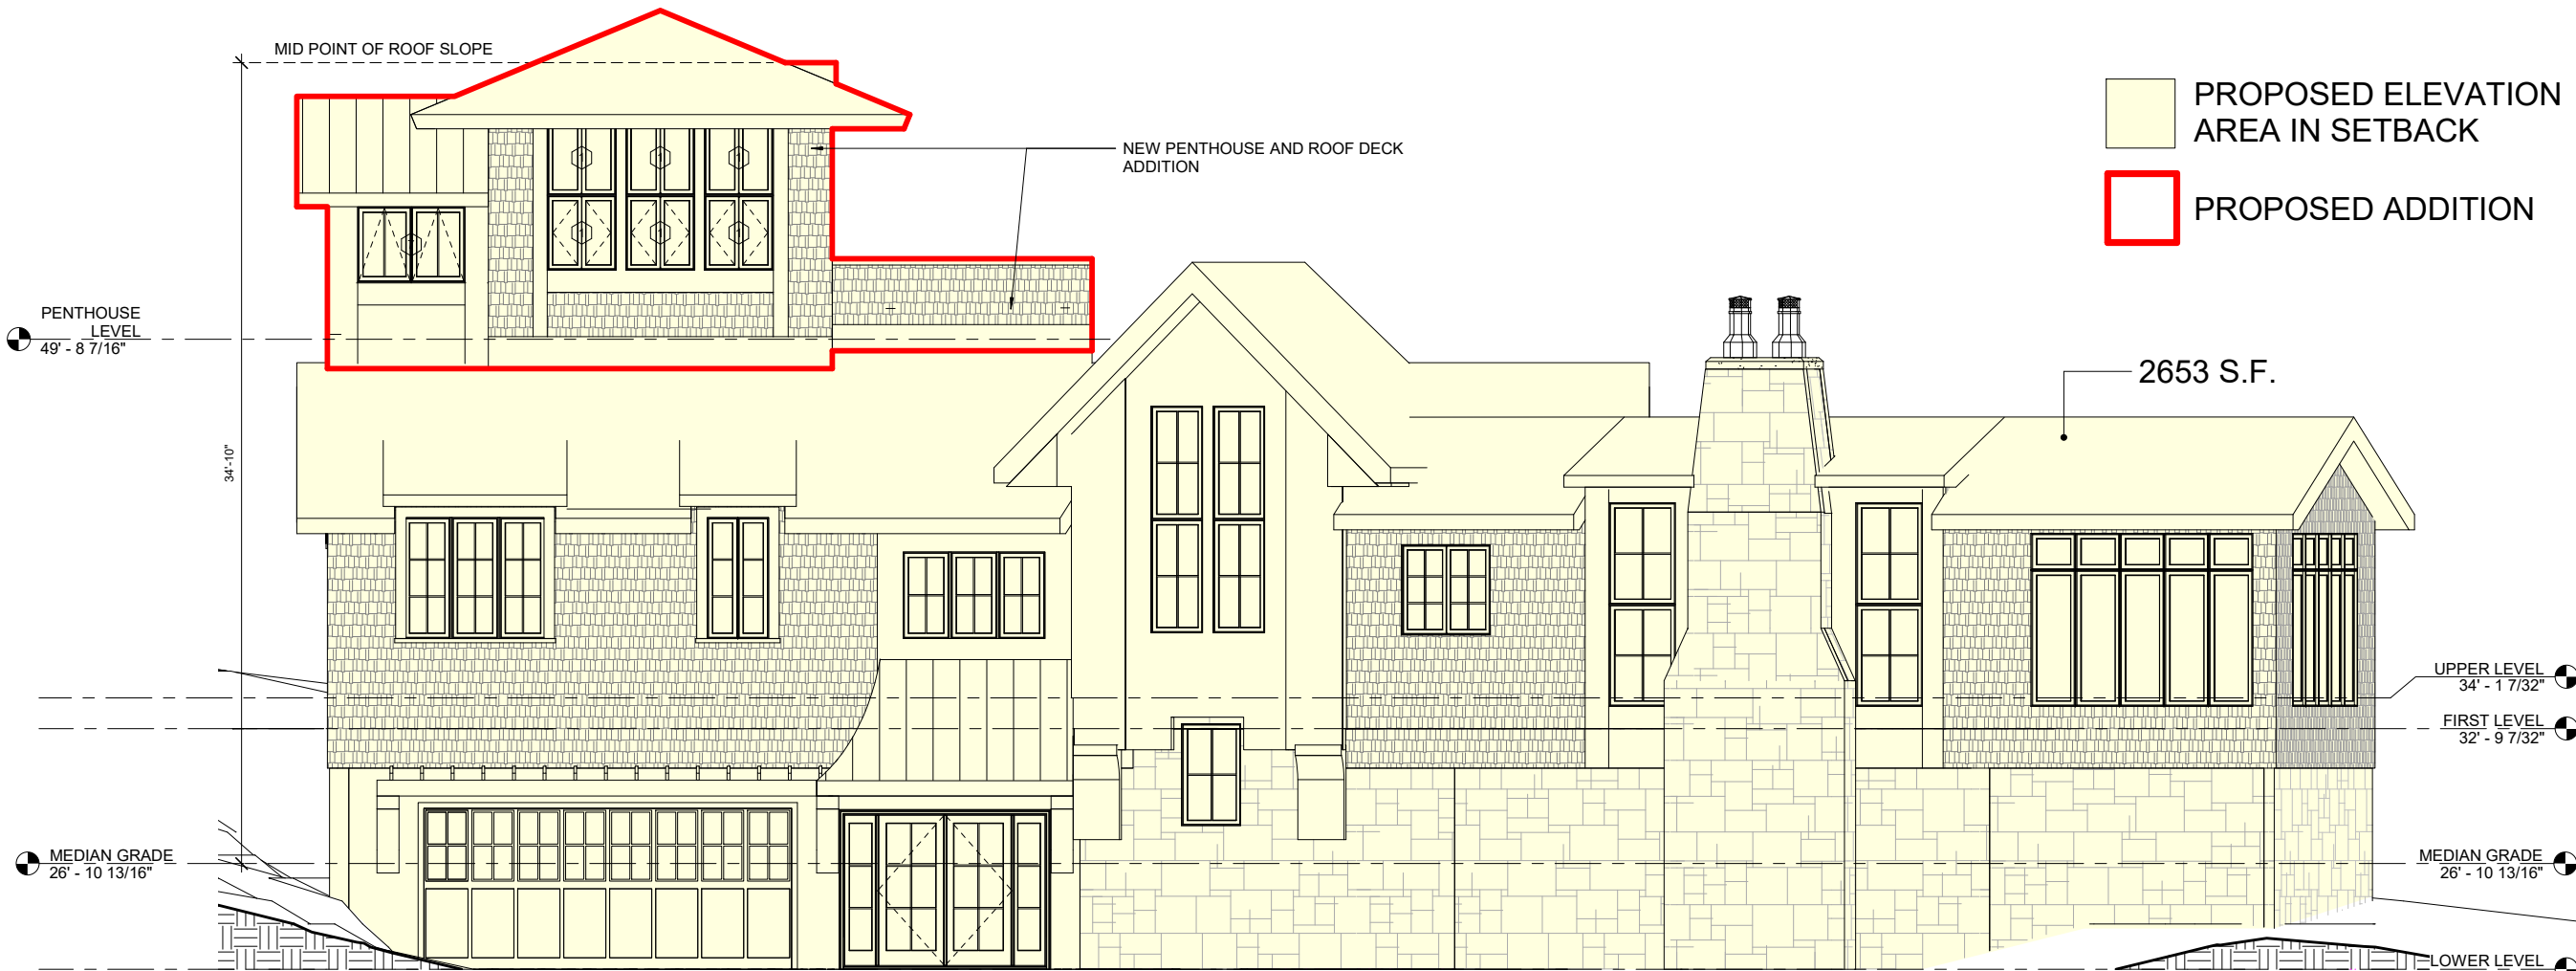 MID POINT OF ROOF SLOPE
PROPOSED ELEVATION
AREA IN SETBACK
NEW PENTHOUSE AND ROOF DECK
ADDITION
PROPOSED ADDITION
PENTHOUSE
LEVEL
49' - 8 7/16"
2653 S.F.
34'-10"
UPPER LEVEL
34' - 1 7/32"
FIRST LEVEL
32' - 9 7/32"
MEDIAN GRADE
26' - 10 13/16"
MEDIAN GRADE
26' - 10 13/16"
LOWER LEVEL